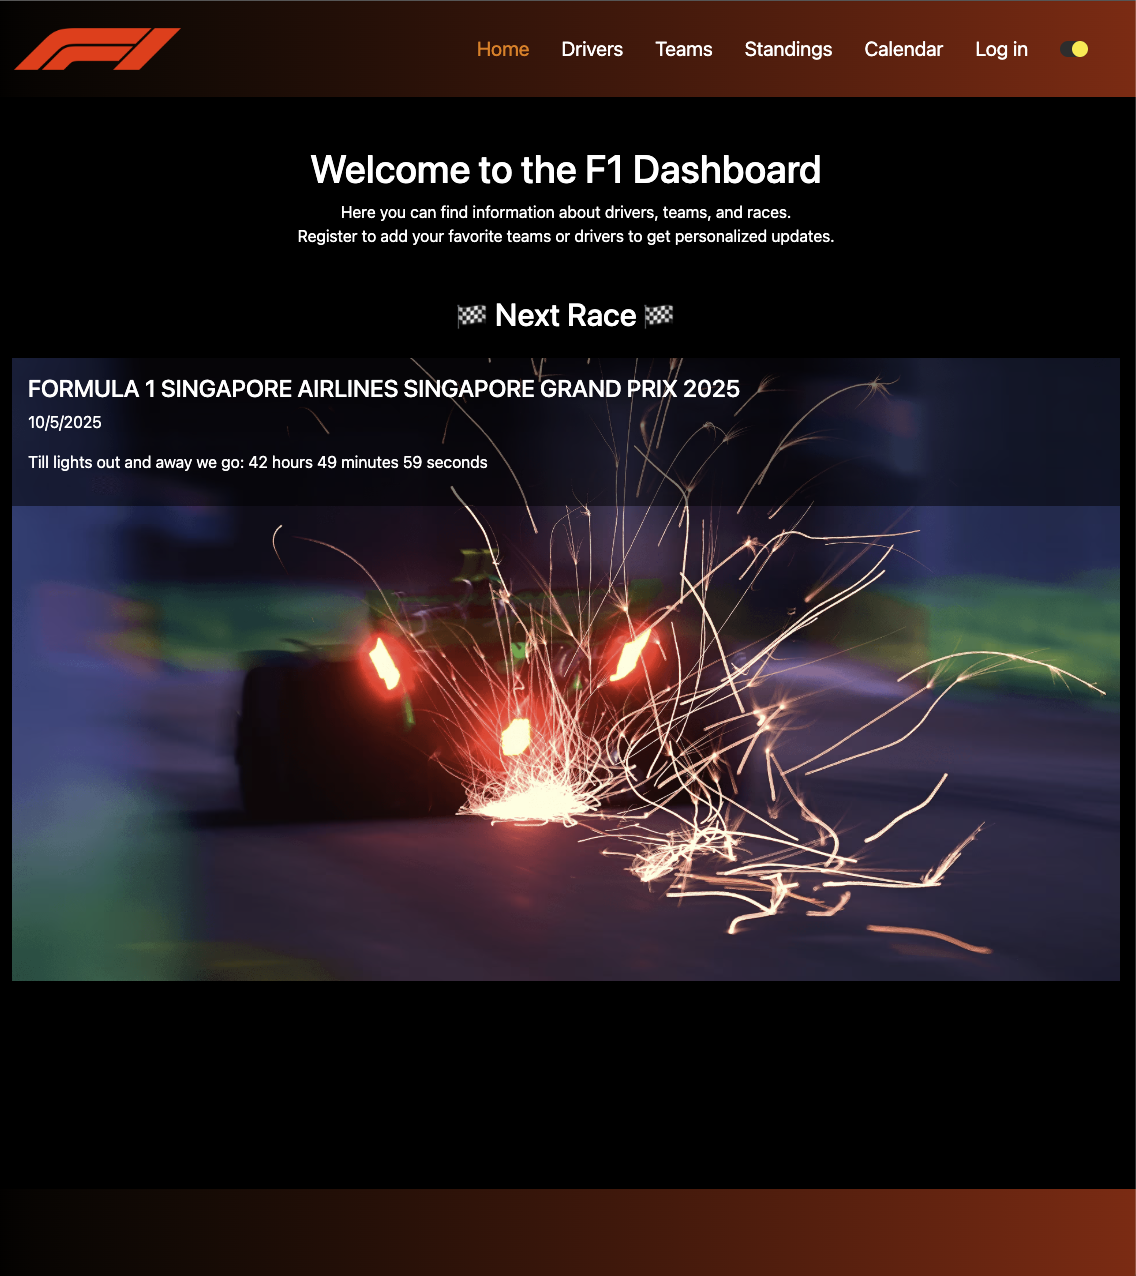 F1
Home Drivers Teams Standings Calendar Log in
Welcome to the F1 Dashboard
Here you can find information about drivers, teams, and races.
Register to add your favorite teams or drivers to get personalized updates.
🏁 Next Race 🏁
FORMULA 1 SINGAPORE AIRLINES SINGAPORE GRAND PRIX 2025
10/5/2025
Till lights out and away we go: 42 hours 49 minutes 59 seconds